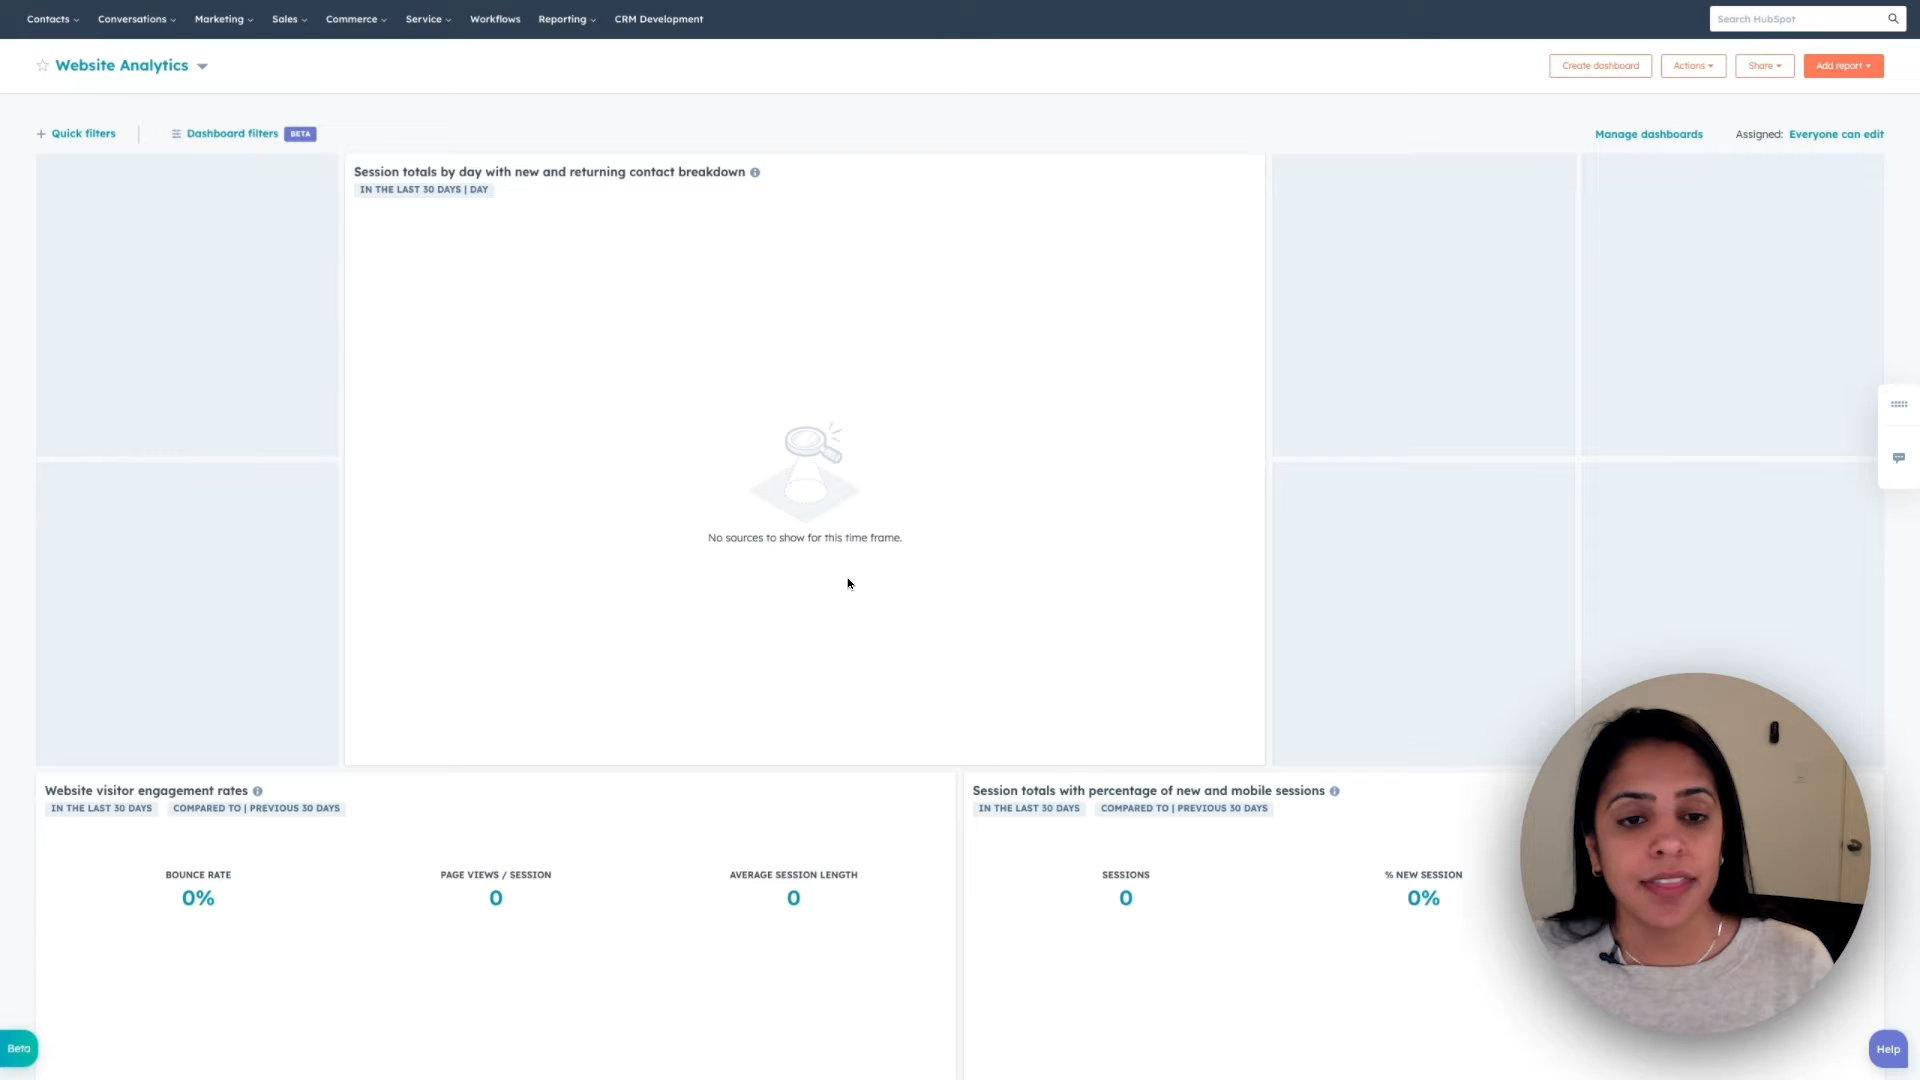 Contacts
Conversations
Marketing
Sales
Commerce
Service
Workflows
Reporting
CRM Development
Search HubSpot
Website Analytics
Create dashboard
Actions
Share
Add report
+ Quick filters
Dashboard filters BETA
Manage dashboards
Assigned: Everyone can edit
Session totals by day with new and returning contact breakdown
IN THE LAST 30 DAYS | DAY
No sources to show for this time frame.
Website visitor engagement rates
IN THE LAST 30 DAYS COMPARED TO | PREVIOUS 30 DAYS
BOUNCE RATE
0%
PAGE VIEWS / SESSION
0
AVERAGE SESSION LENGTH
0
Session totals with percentage of new and mobile sessions
IN THE LAST 30 DAYS COMPARED TO | PREVIOUS 30 DAYS
SESSIONS
0
% NEW SESSION
0%
Beta
Help